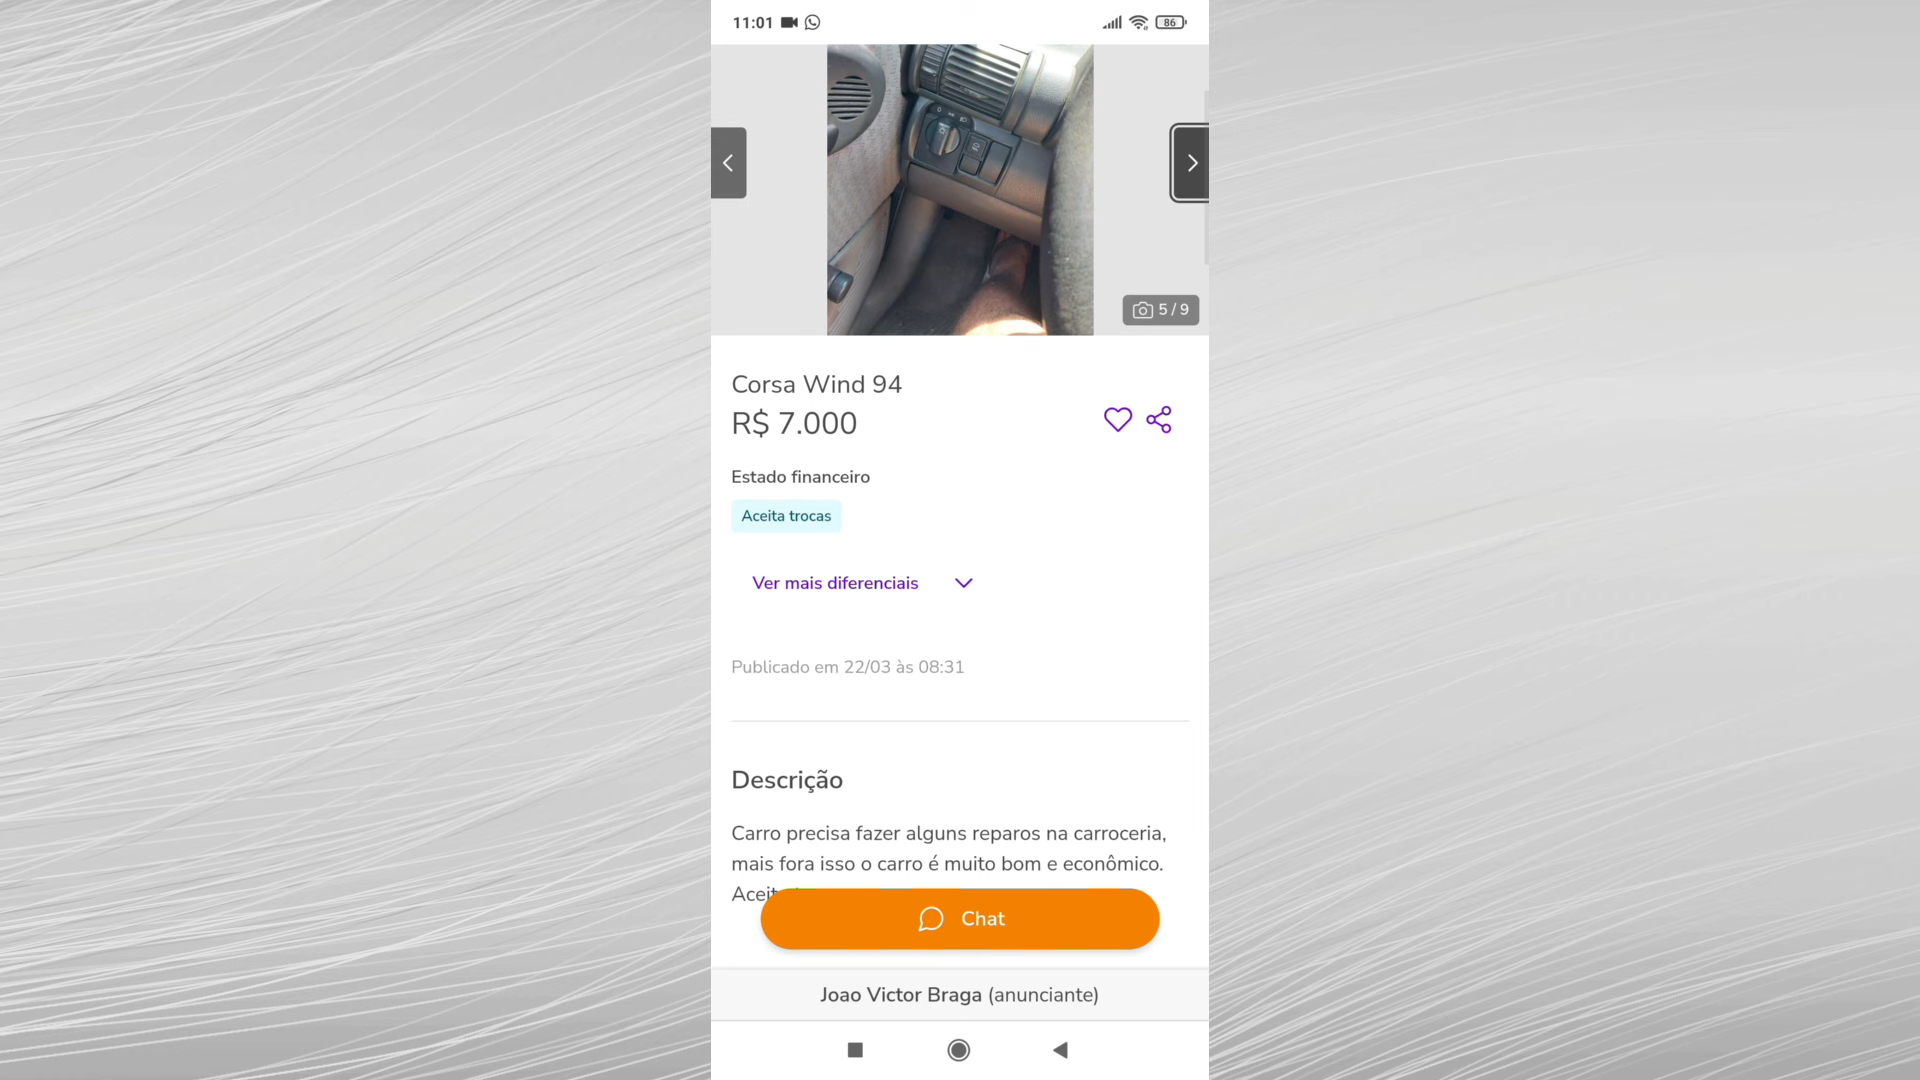 11:01
86
5 / 9
Corsa Wind 94
R$ 7.000
Estado financeiro
Aceita trocas
Ver mais diferenciais
Publicado em 22/03 às 08:31
Descrição
Carro precisa fazer alguns reparos na carroceria,
mais fora isso o carro é muito bom e econômico.
Chat
Joao Victor Braga (anunciante)